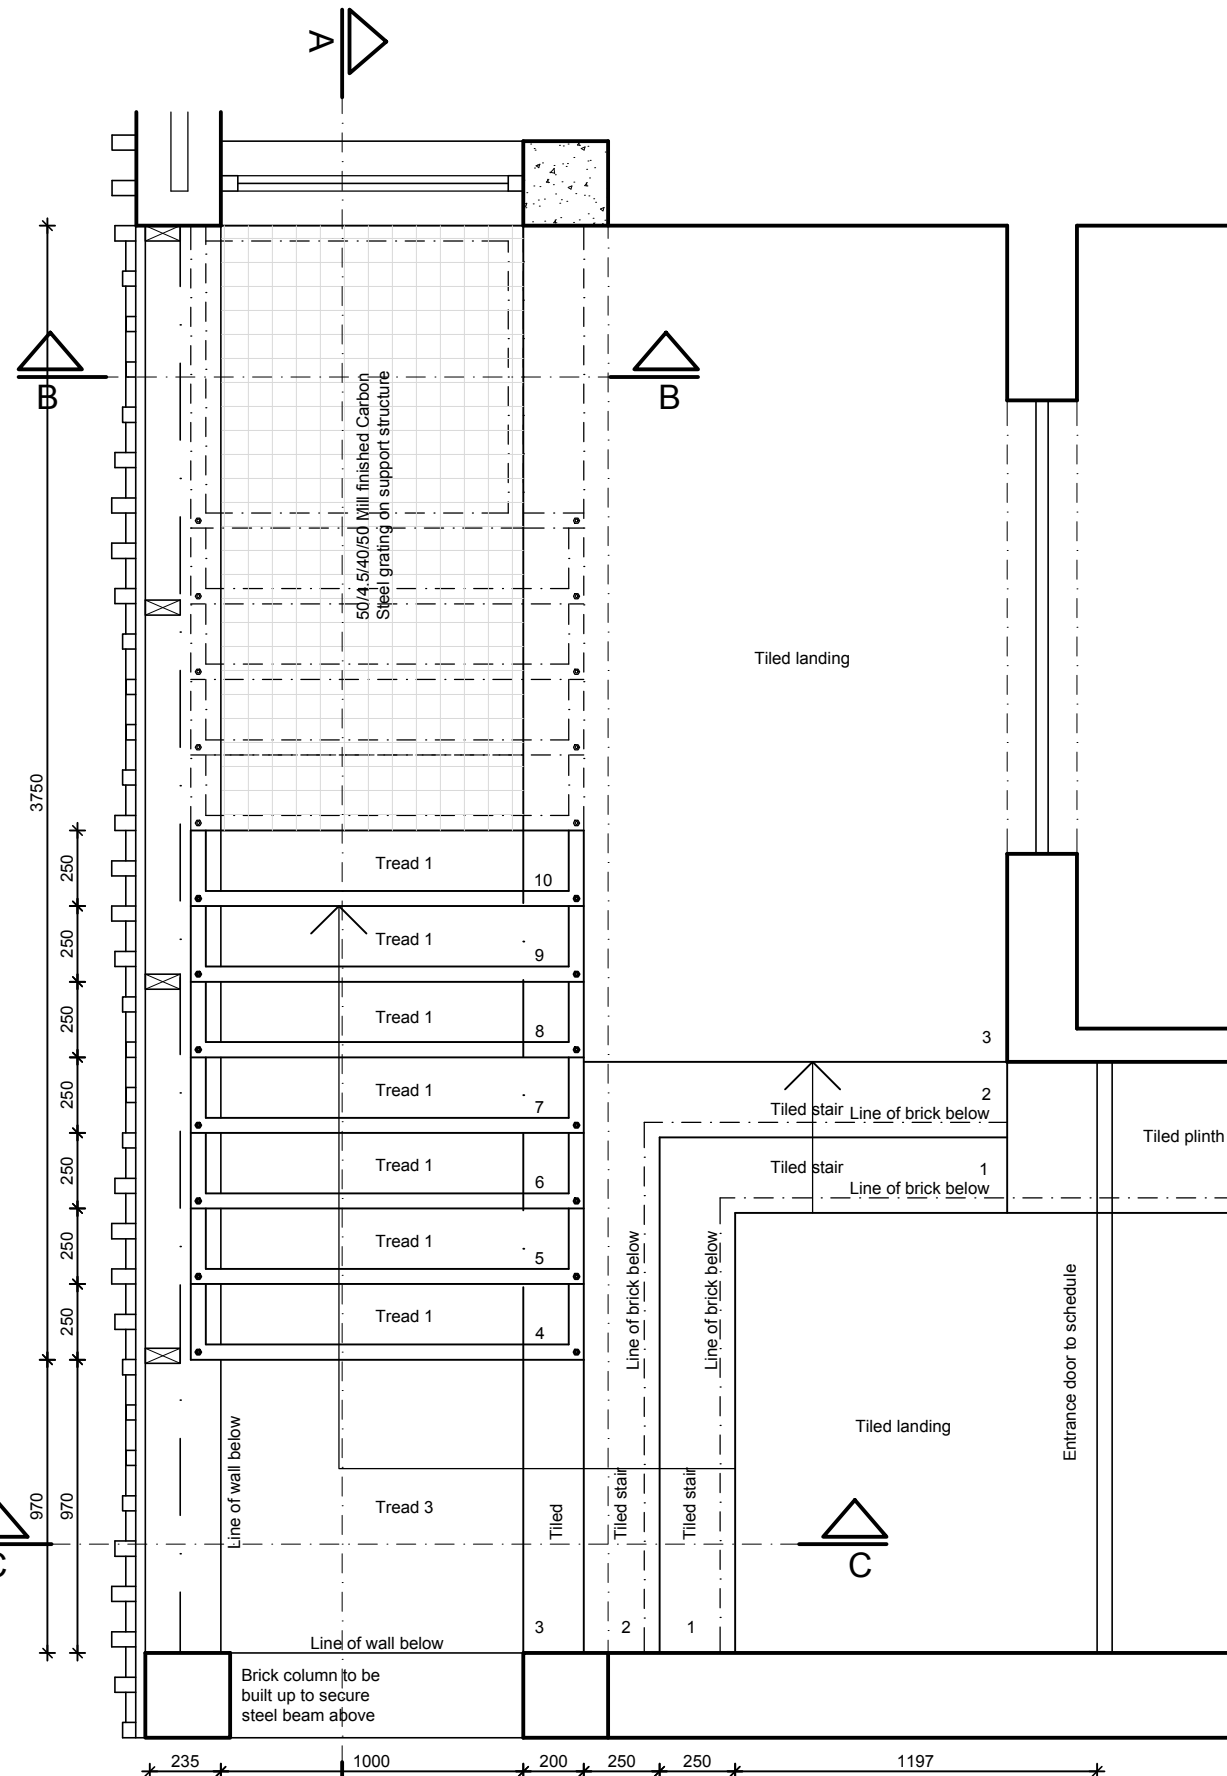 A
B
B
50/4.5/40/50 Mill finished Carbon
Steel grating on support structure
Tiled landing
3750
250
Tread 1
10
250
Tread 1
9
250
Tread 1
8
3
250
Tread 1
7
2
Tiled stair
Line of brick below
Tiled plinth
250
Tread 1
6
Tiled stair
1
Line of brick below
250
Tread 1
5
Line of brick below
Line of brick below
Entrance door to schedule
250
Tread 1
4
Line of wall below
Tiled landing
970
970
Tread 3
Tiled
Tiled stair
Tiled stair
C
C
3
2
1
Line of wall below
Brick column to be
built up to secure
steel beam above
235
1000
200
250
250
1197